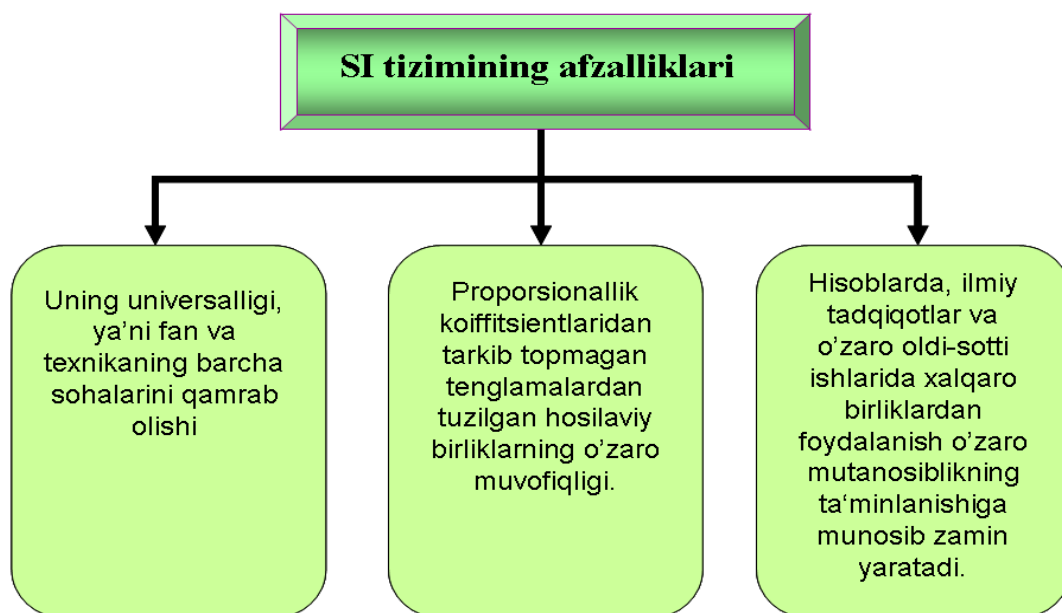 SI tizimining afzalliklari
Uning universalligi,
ya’ni fan va
texnikaning barcha
sohalarini qamrab
olishi
Proporsionallik
koiffitsientlaridan
tarkib topmagan
tenglamalardan
tuzilgan hosilaviy
birliklarning o’zaro
muvofiqligi.
Hisoblarda, ilmiy
tadqiqotlar va
o’zaro oldi-sotti
ishlarida xalqaro
birliklardan
foydalanish o’zaro
mutanosiblikning
ta‘minlanishiga
munosib zamin
yaratadi.